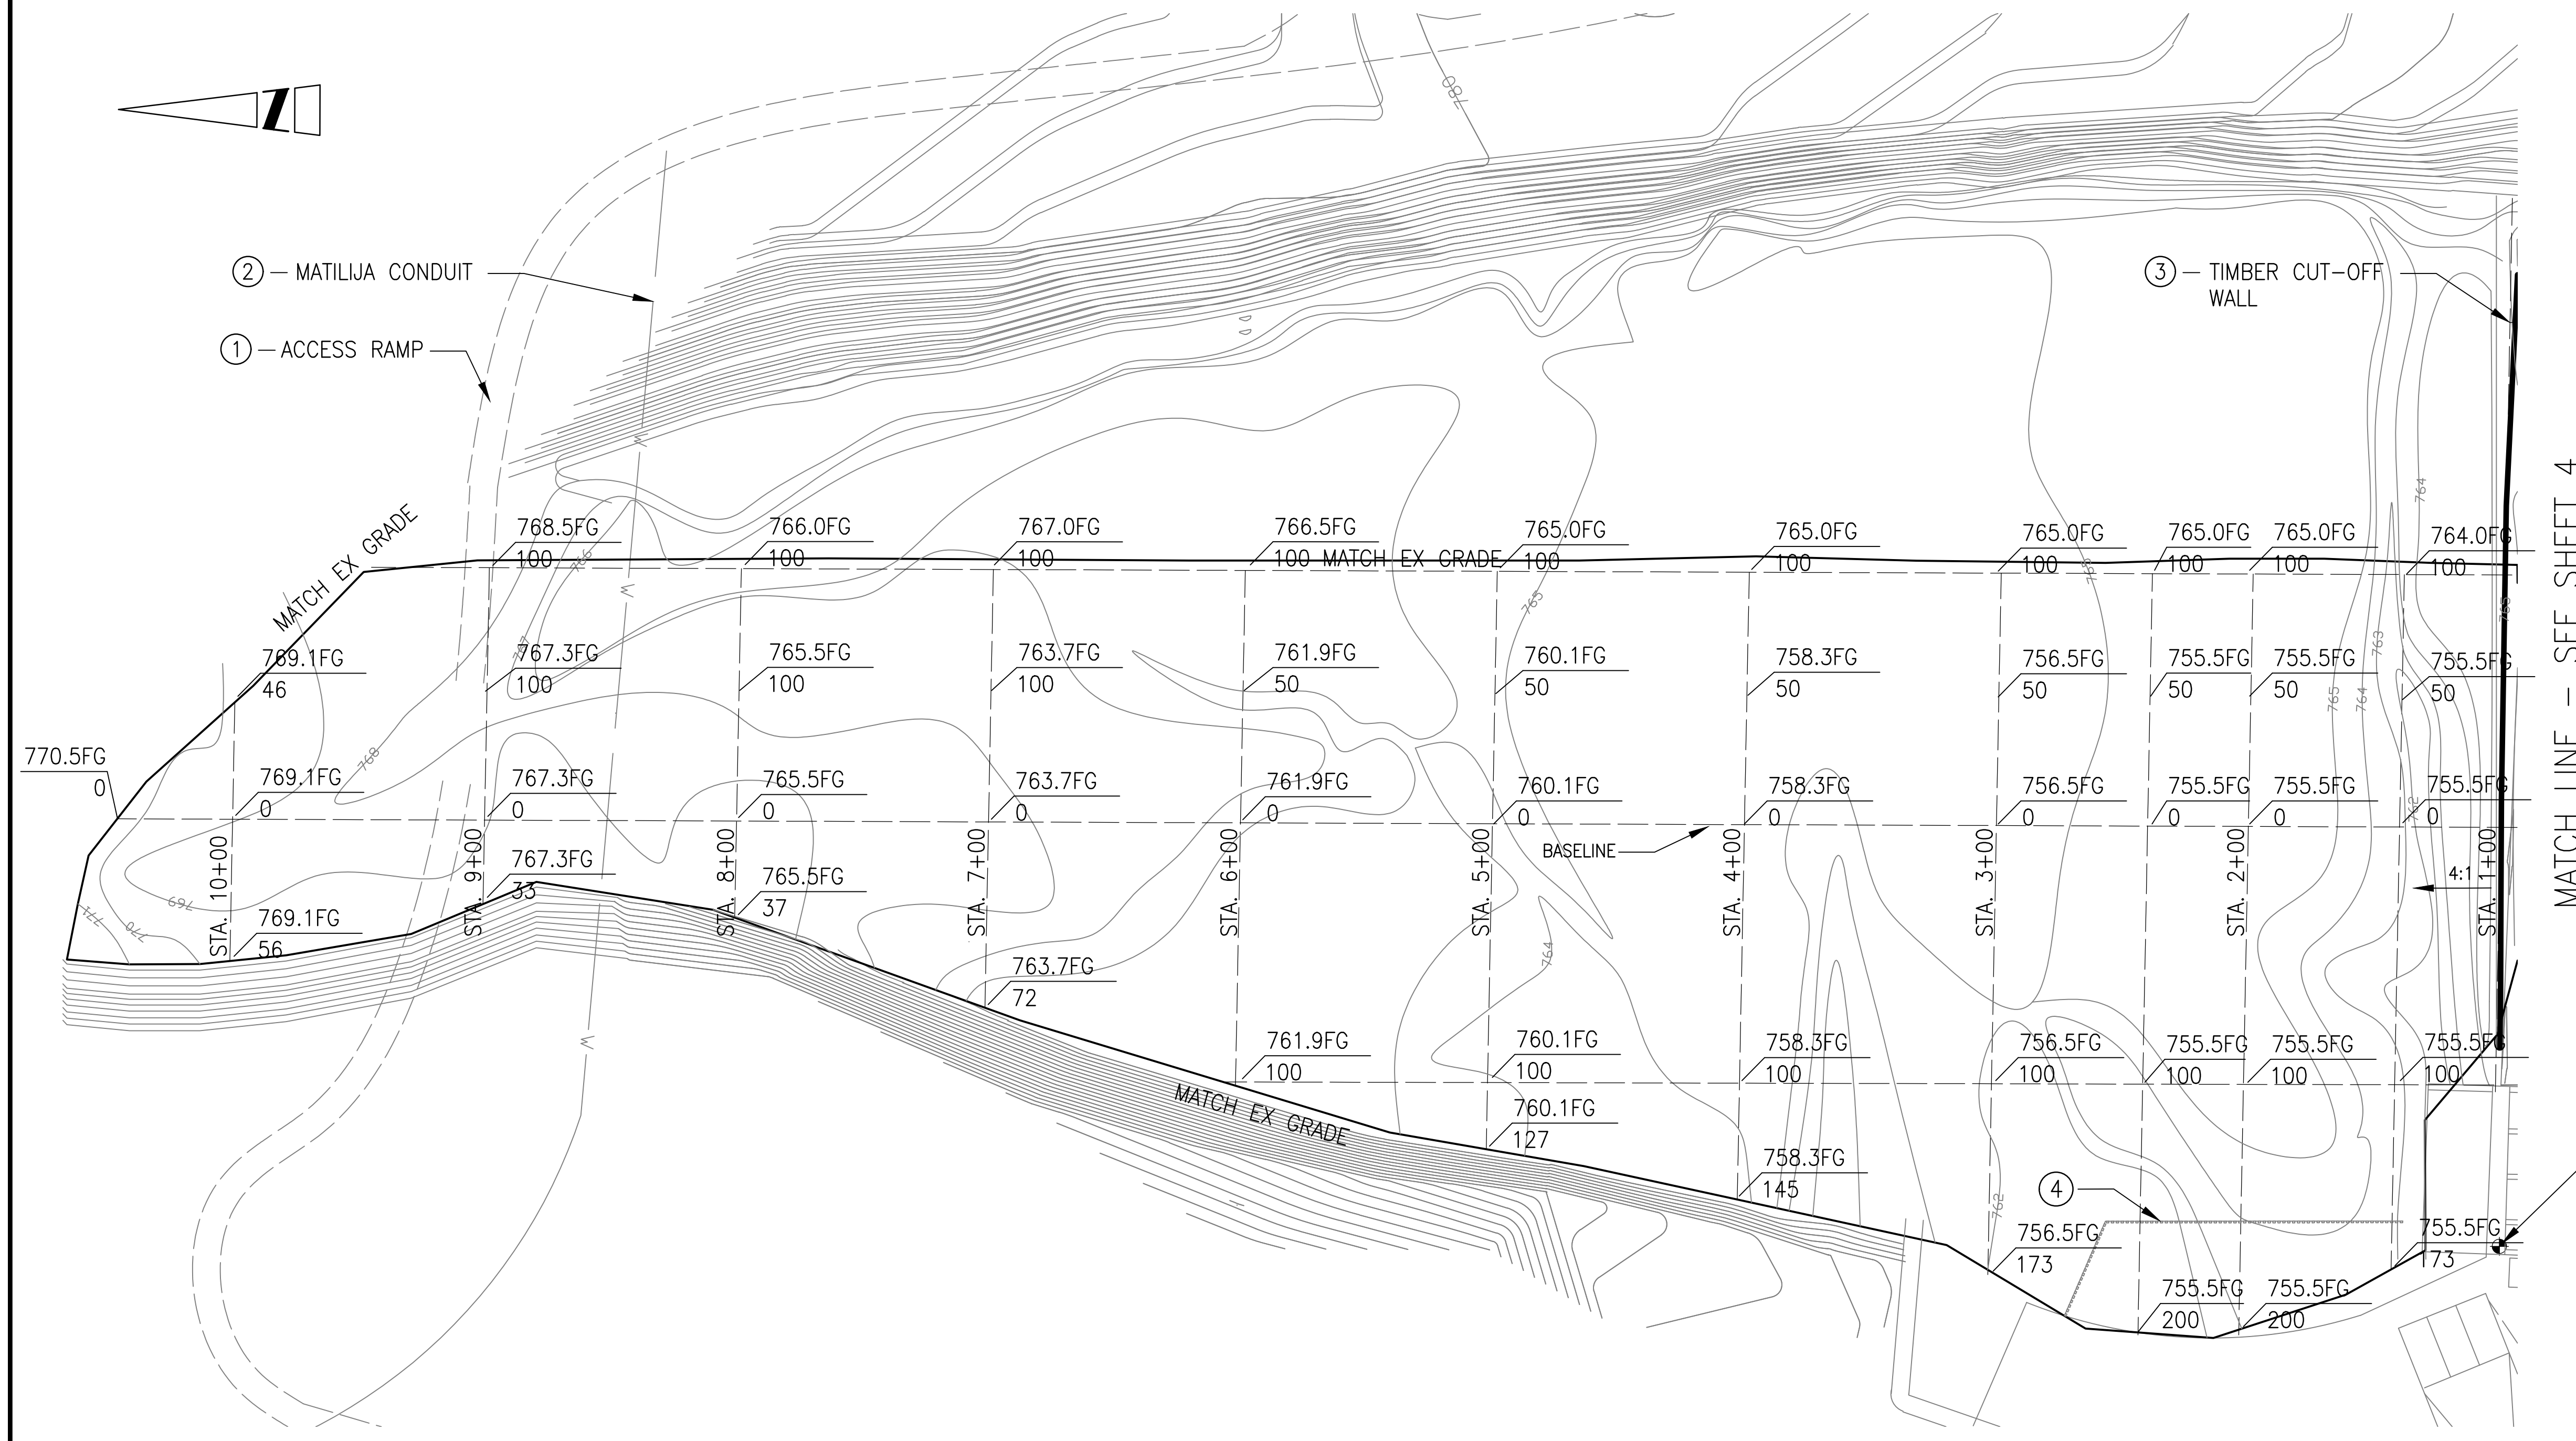 780
2 — MATILIJA CONDUIT
1 — ACCESS RAMP
3 — TIMBER CUT-OFF
WALL
MATCH LINE - SEE SHEET 4
MATCH EX GRADE
768.5FG
100
766.0FG
100
767.0FG
100
766.5FG
100
MATCH EX GRADE
765.0FG
100
765.0FG
100
765.0FG
100
765.0FG
100
765.0FG
100
764.0FG
100
764
766
765
765
765
763
767
765
764
769.1FG
46
767.3FG
100
765.5FG
100
763.7FG
100
761.9FG
50
760.1FG
50
758.3FG
50
756.5FG
50
755.5FG
50
755.5FG
50
755.5FG
50
768
770.5FG
0
769.1FG
0
767.3FG
0
765.5FG
0
763.7FG
0
761.9FG
0
760.1FG
0
758.3FG
0
756.5FG
0
755.5FG
0
755.5FG
0
755.5FG
0
762
BASELINE
STA. 10+00
STA. 9+00
STA. 8+00
STA. 7+00
STA. 6+00
STA. 5+00
STA. 4+00
STA. 3+00
STA. 2+00
STA. 1+00
4:1
771
770
769
764
769.1FG
56
767.3FG
33
765.5FG
37
763.7FG
72
W
W
W
761.9FG
100
760.1FG
100
758.3FG
100
756.5FG
100
755.5FG
100
755.5FG
100
755.5FG
100
MATCH EX GRADE
760.1FG
127
758.3FG
145
4
762
756.5FG
173
755.5FG
200
755.5FG
200
755.5FG
173